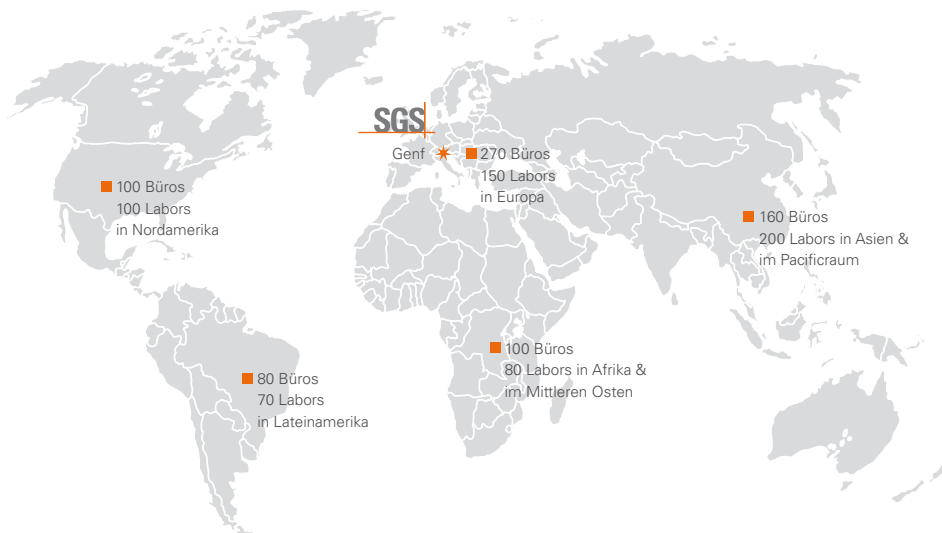 SGS
Genf
270 Büros
150 Labors
in Europa
100 Büros
100 Labors
in Nordamerika
160 Büros
200 Labors in Asien &
im Pacificraum
100 Büros
80 Labors in Afrika &
im Mittleren Osten
80 Büros
70 Labors
in Lateinamerika